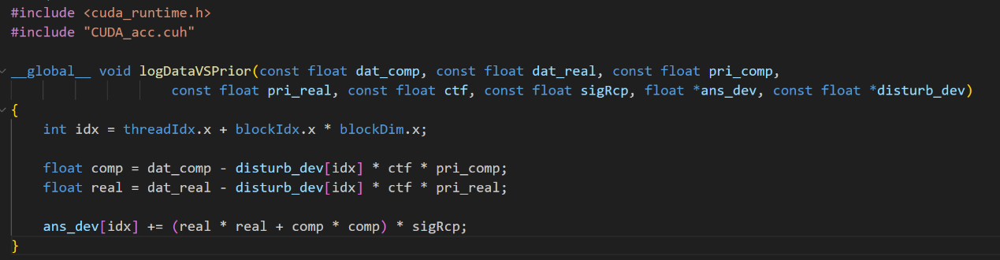 #include <cuda_runtime.h>
#include "CUDA_acc.cuh"
__global__ void logDataVSPrior(const float dat_comp, const float dat_real, const float pri_comp,
const float pri_real, const float ctf, const float sigRcp, float *ans_dev, const float *disturb_dev)
{
int idx = threadIdx.x + blockIdx.x * blockDim.x;
float comp = dat_comp - disturb_dev[idx] * ctf * pri_comp;
float real = dat_real - disturb_dev[idx] * ctf * pri_real;
ans_dev[idx] += (real * real + comp * comp) * sigRcp;
}